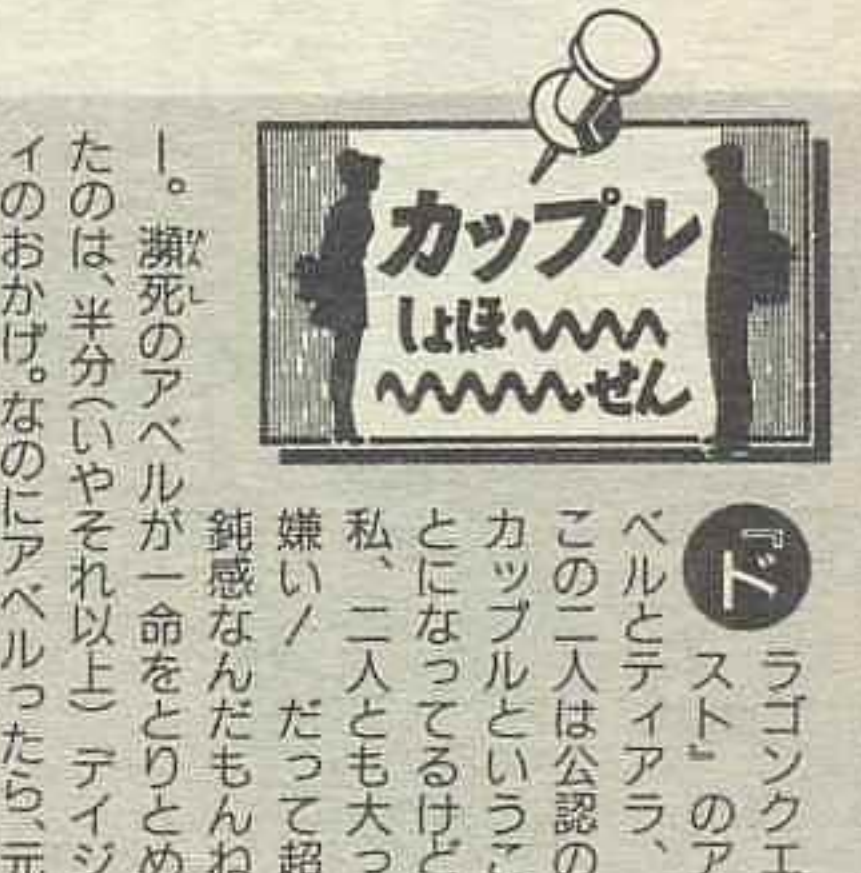 カップル
しょほ
せん
『ド
ラゴンクエ
スト』のア
ベルとティアラ、
この二人は公認の
カップルというこ
とになってるけど
私、二人とも大っ
嫌い! だって超
鈍感なんだもんね
ー。瀕死のアベルが一命をとりとめ
ひんし
たのは、半分(いやそれ以上) デイジ
ィのおかげ。なのにアベルったら、元